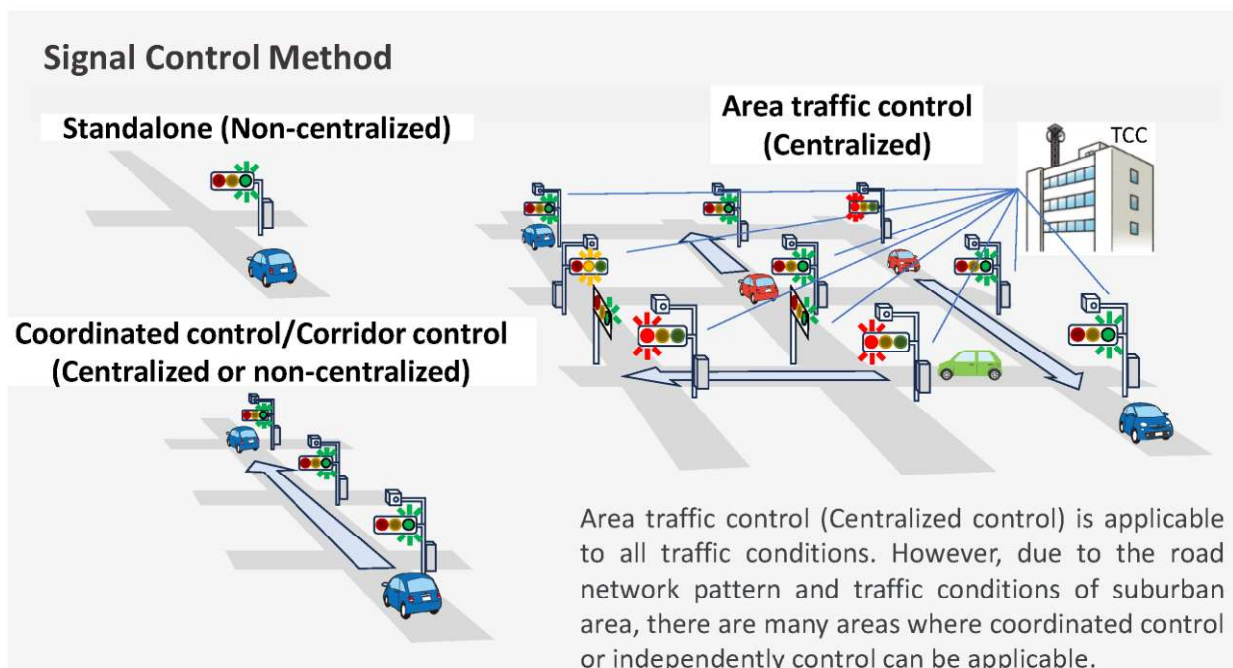 Signal Control Method
Standalone (Non-centralized)
Area traffic control
(Centralized)
TCC
Coordinated control/Corridor control
(Centralized or non-centralized)
Area traffic control (Centralized control) is applicable
to all traffic conditions. However, due to the road
network pattern and traffic conditions of suburban
area, there are many areas where coordinated control
or independently control can be applicable.